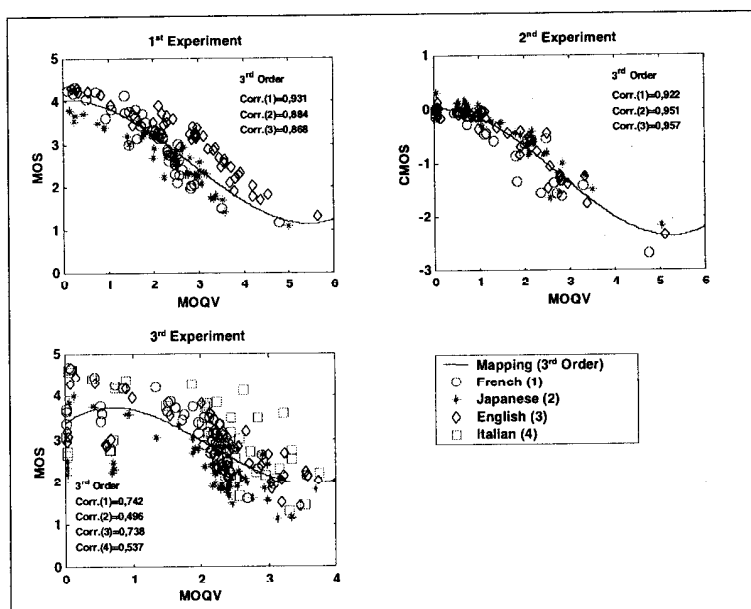 1st Experiment
5
4
3
2
1
0
MOS
0 1 2 3 4 5 6
MOQV
3rd Order
Corr.(1)=0,931
Corr.(2)=0,884
Corr.(3)=0,868
2nd Experiment
1
0
-1
-2
-3
CMOS
0 1 2 3 4 5 6
MOQV
3rd Order
Corr.(1)=0,922
Corr.(2)=0,951
Corr.(3)=0,957
3rd Experiment
5
4
3
2
1
0
MOS
0 1 2 3 4
MOQV
3rd Order
Corr.(1)=0,742
Corr.(2)=0,496
Corr.(3)=0,738
Corr.(4)=0,537
Mapping (3rd Order)
French (1)
Japanese (2)
English (3)
Italian (4)